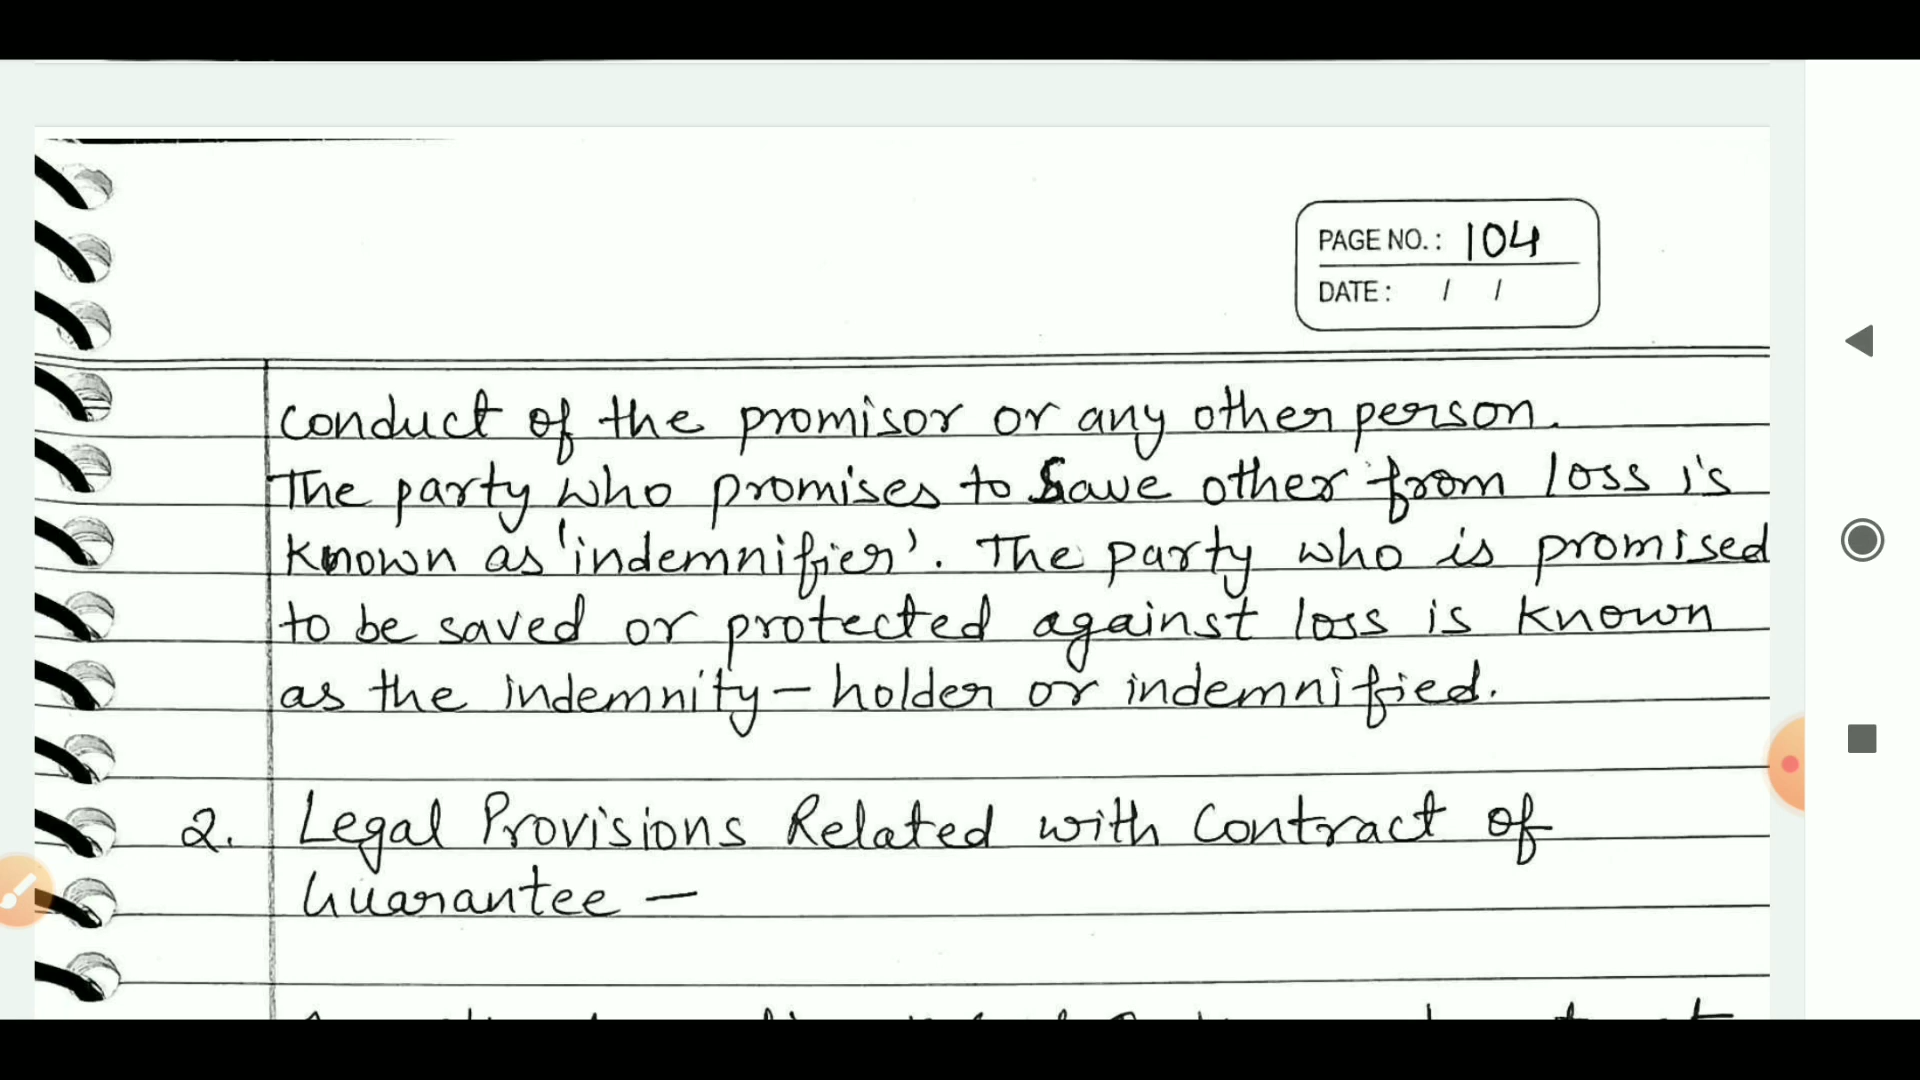 PAGE NO.: 104
DATE: / /
conduct of the promisor or any other person.
The party who promises to save other from loss is
known as 'indemnifier'. The party who is promised
to be saved or protected against loss is known
as the indemnity - holder or indemnified.
2. Legal Provisions Related with Contract of
Guarantee -